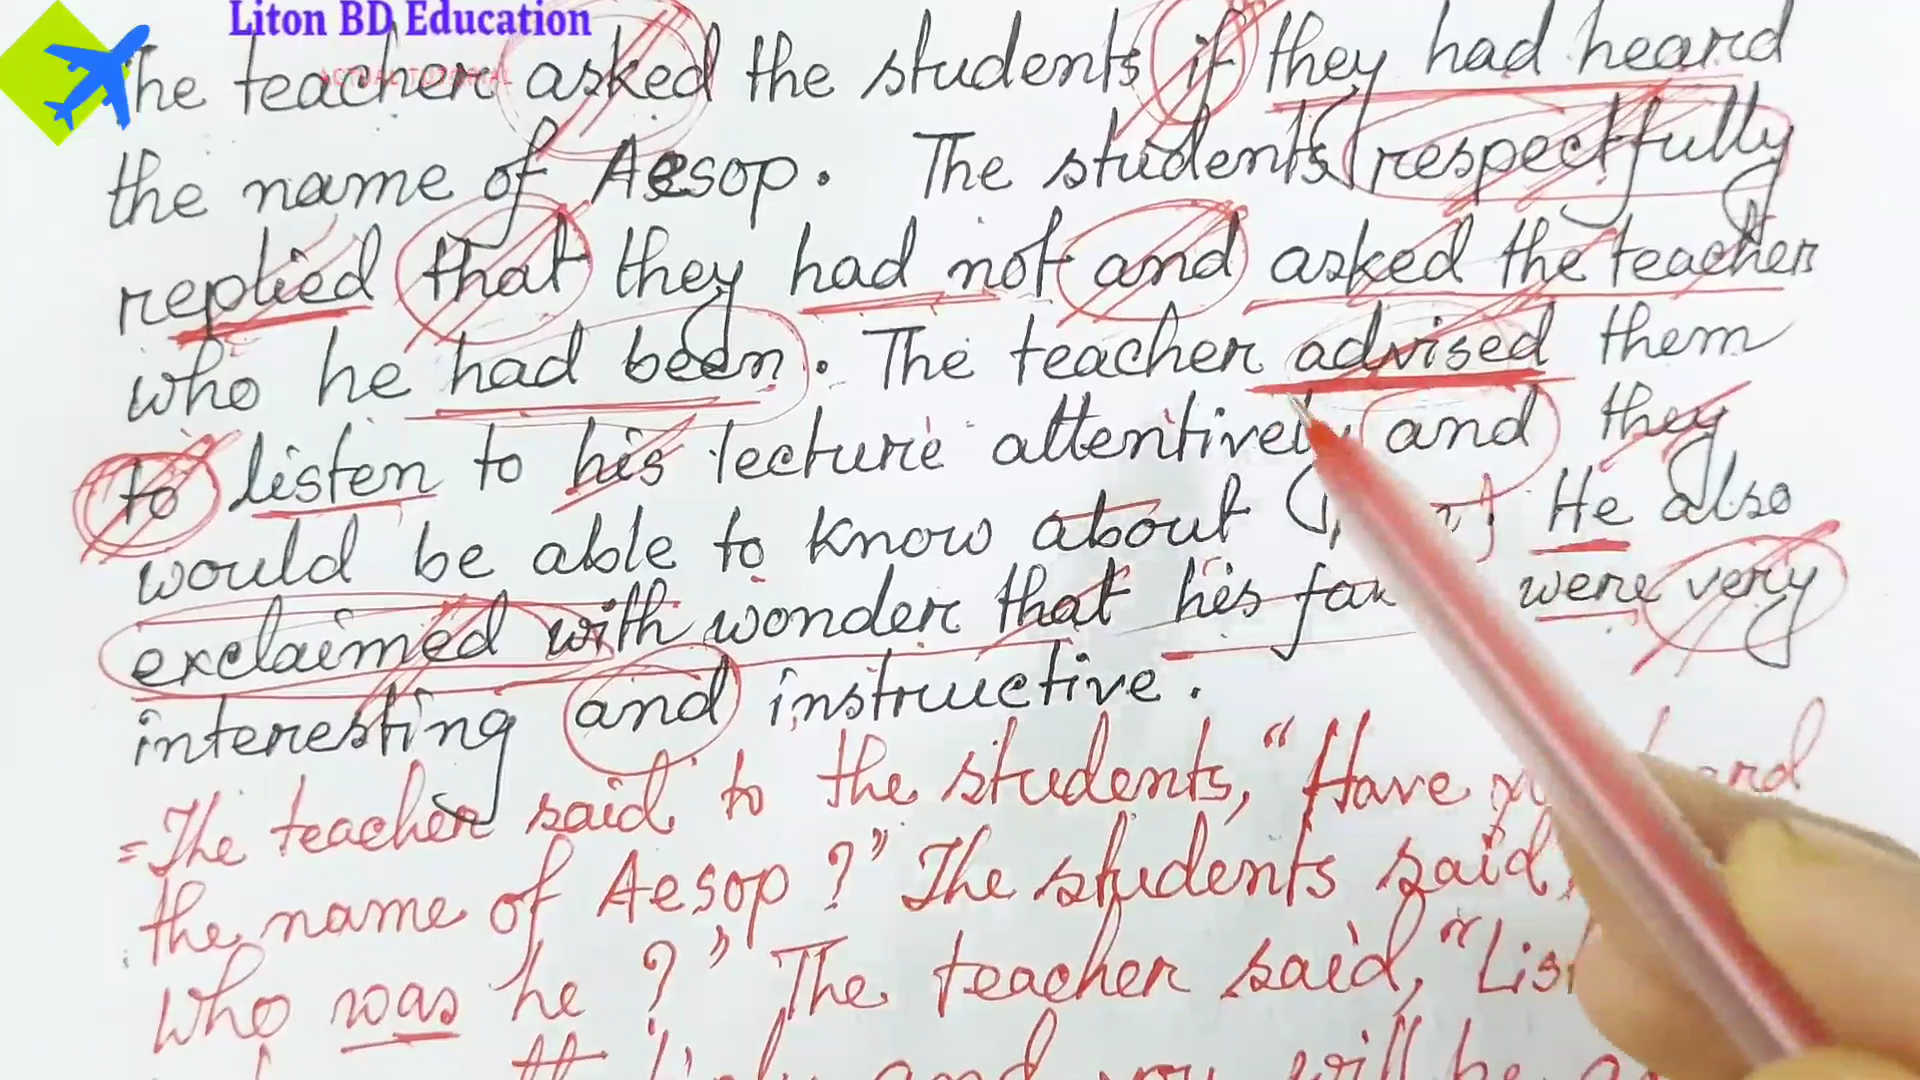 Liton BD Education
The teacher asked the students if they had heard
the name of Aesop. The students respectfully
replied that they had not and asked the teacher
who he had been. The teacher advised them
to listen to his lecture attentively and they
would be able to know about He also
exclaimed with wonder that his were very
interesting and instructive.
=The teacher said to the students, "Have
the name of Aesop?" The students said,
who was he?" The teacher said, "Lis
and you will be